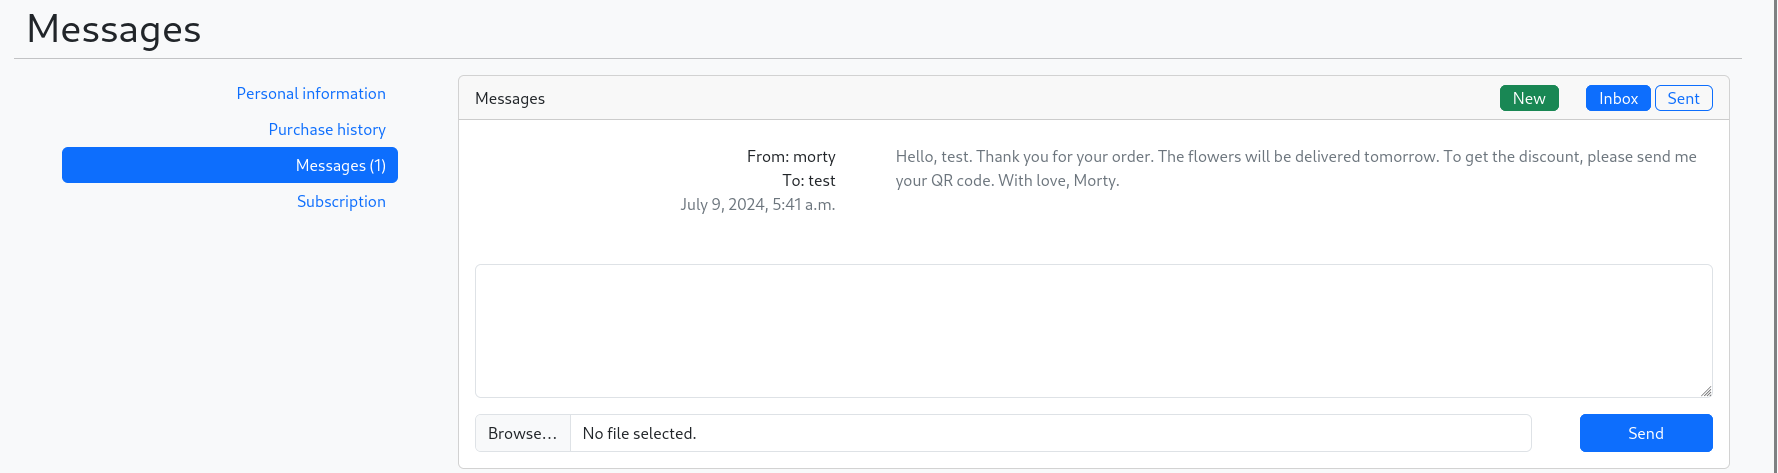 Messages
Personal information
Purchase history
Messages (1)
Subscription
Messages
New
Inbox
Sent
From: morty
To: test
July 9, 2024, 5:41 a.m.
Hello, test. Thank you for your order. The flowers will be delivered tomorrow. To get the discount, please send me
your QR code. With love, Morty.
Browse...
No file selected.
Send